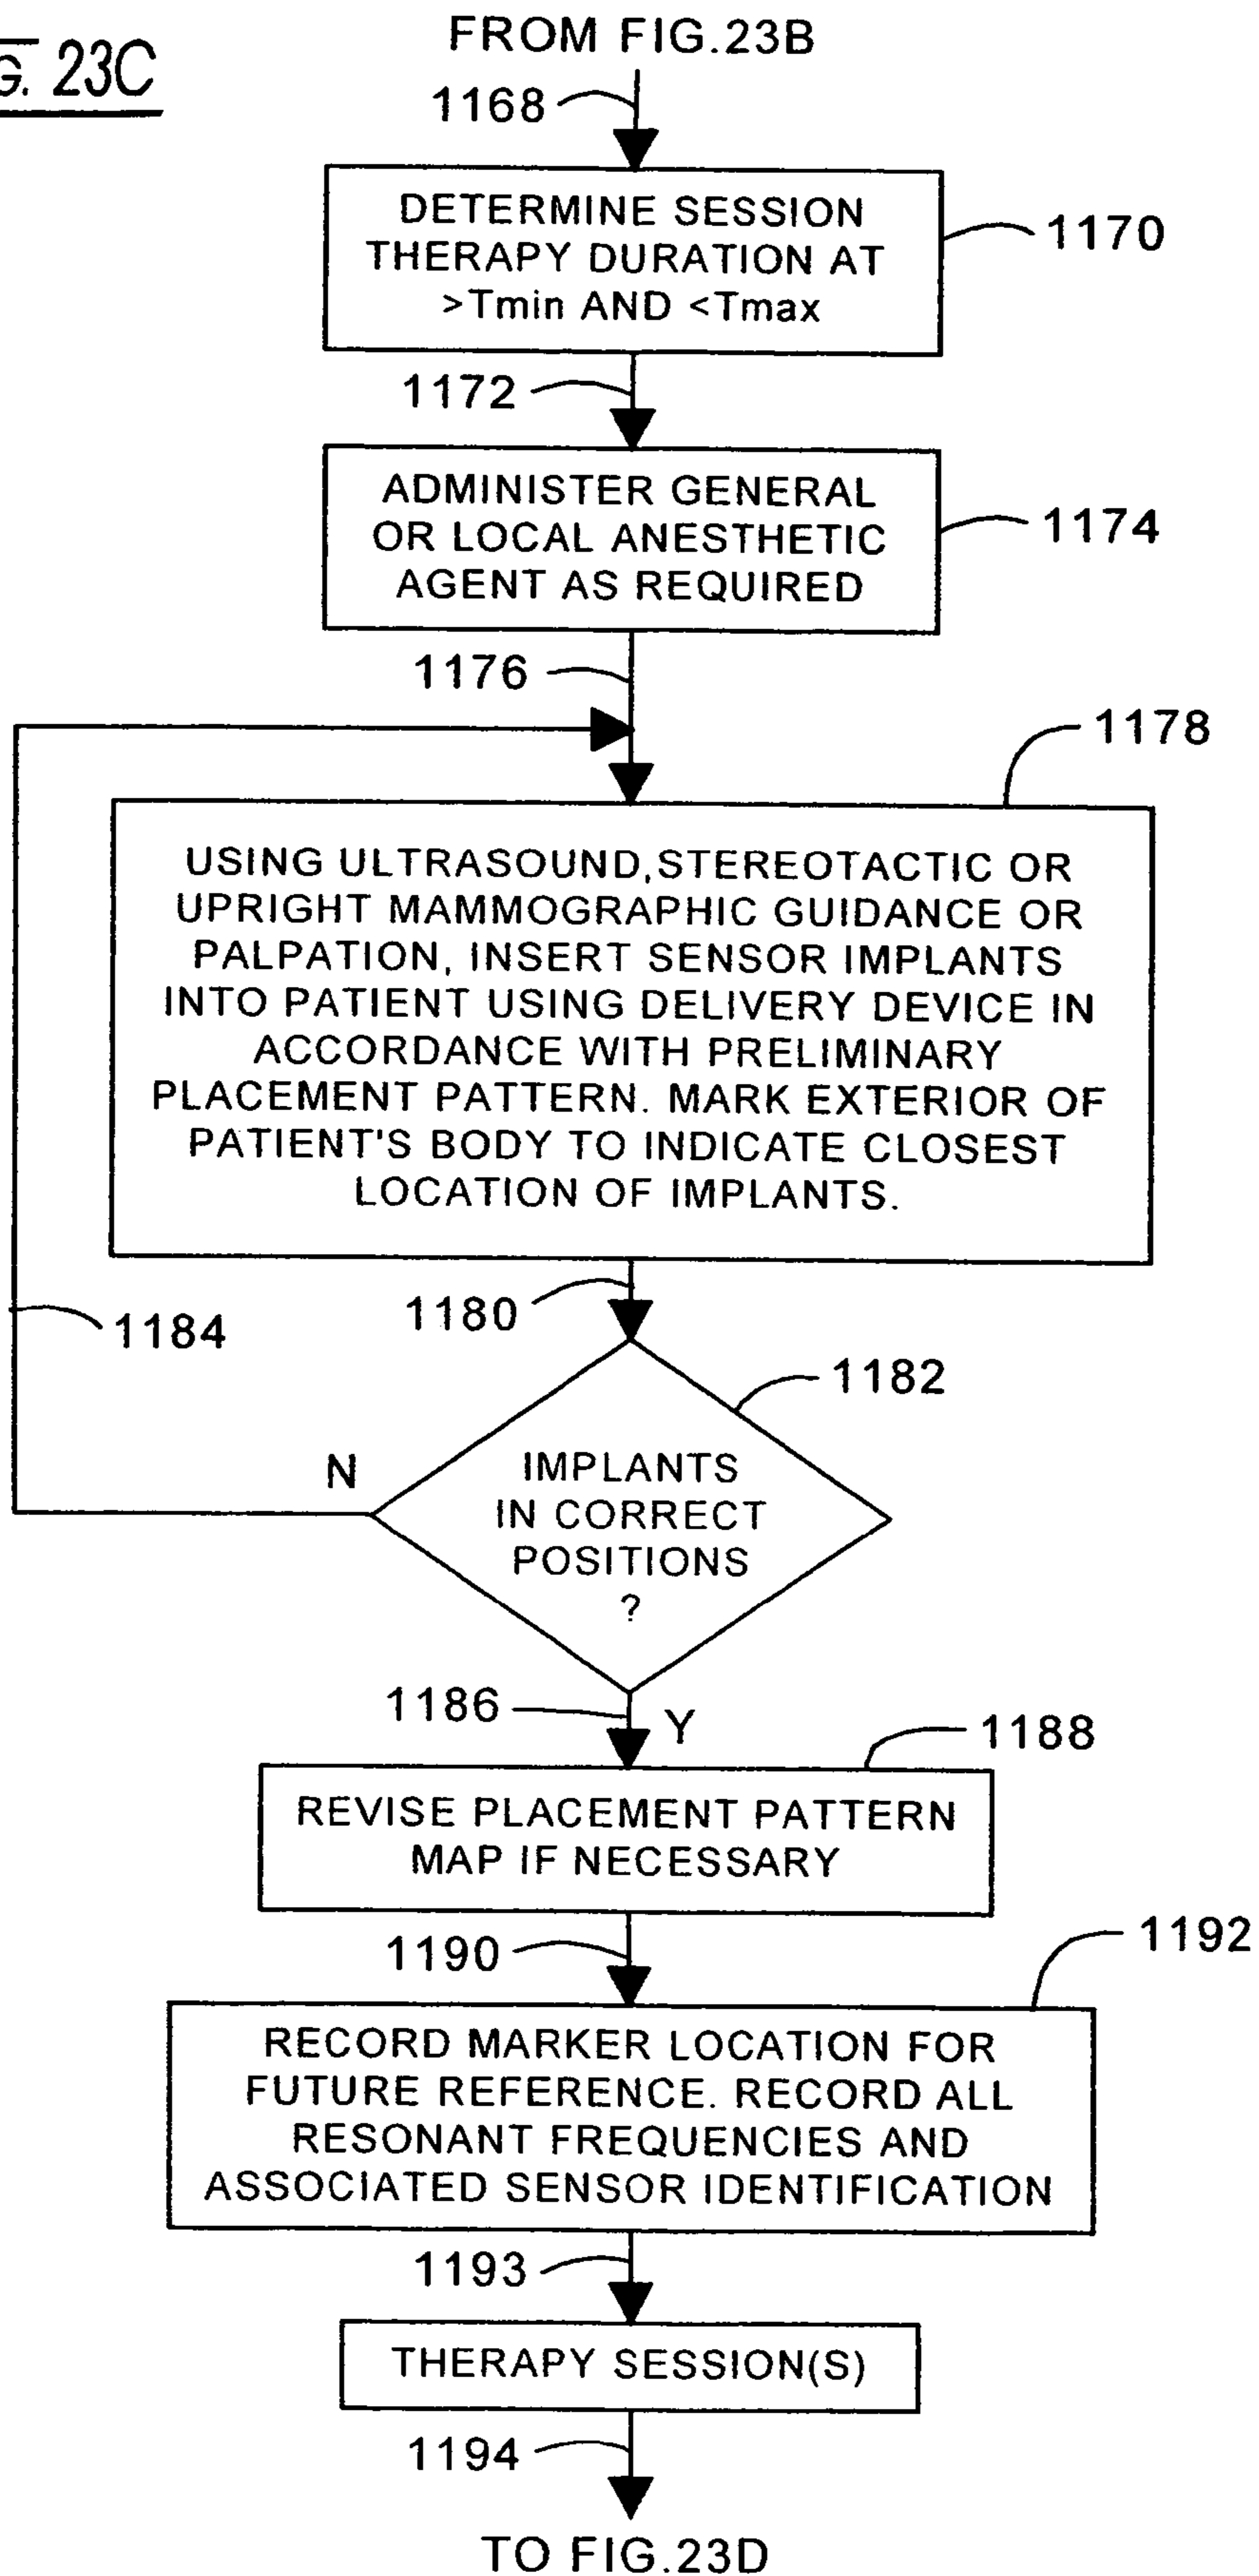 G. 23C
FROM FIG.23B
1168
DETERMINE SESSION
THERAPY DURATION AT
>Tmin AND <Tmax
1170
1172
ADMINISTER GENERAL
OR LOCAL ANESTHETIC
AGENT AS REQUIRED
1174
1176
1178
USING ULTRASOUND,STEREOTACTIC OR
UPRIGHT MAMMOGRAPHIC GUIDANCE OR
PALPATION, INSERT SENSOR IMPLANTS
INTO PATIENT USING DELIVERY DEVICE IN
ACCORDANCE WITH PRELIMINARY
PLACEMENT PATTERN. MARK EXTERIOR OF
PATIENT'S BODY TO INDICATE CLOSEST
LOCATION OF IMPLANTS.
1180
1184
1182
N
IMPLANTS
IN CORRECT
POSITIONS
?
1186
Y
1188
REVISE PLACEMENT PATTERN
MAP IF NECESSARY
1190
1192
RECORD MARKER LOCATION FOR
FUTURE REFERENCE. RECORD ALL
RESONANT FREQUENCIES AND
ASSOCIATED SENSOR IDENTIFICATION
1193
THERAPY SESSION(S)
1194
TO FIG.23D